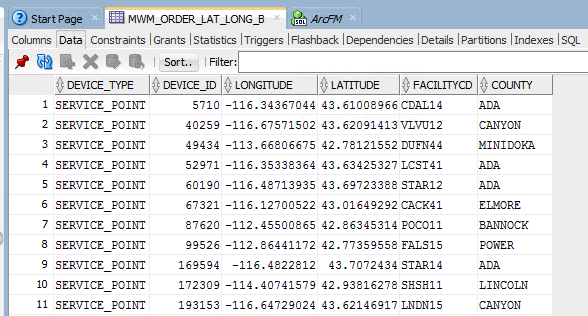 Start Page MWM_ORDER_LAT_LONG_B ArcFM
Columns Data Constraints Grants Statistics Triggers Flashback Dependencies Details Partitions Indexes SQL
Sort.. Filter:
DEVICE_TYPE DEVICE_ID LONGITUDE LATITUDE FACILITYCD COUNTY
1 SERVICE_POINT 5710 -116.34367044 43.61008966 CDAL14 ADA
2 SERVICE_POINT 40259 -116.67571502 43.62091413 VLVU12 CANYON
3 SERVICE_POINT 49434 -113.66806675 42.78121552 DUFN44 MINIDOKA
4 SERVICE_POINT 52971 -116.35338364 43.63425327 LCST41 ADA
5 SERVICE_POINT 60190 -116.48713935 43.69723388 STAR12 ADA
6 SERVICE_POINT 67321 -116.12700522 43.01649292 CACK41 ELMORE
7 SERVICE_POINT 87620 -112.45500865 42.86345314 POCO11 BANNOCK
8 SERVICE_POINT 99526 -112.86441172 42.77359558 FALS15 POWER
9 SERVICE_POINT 169594 -116.4822812 43.7072434 STAR14 ADA
10 SERVICE_POINT 172309 -114.40741579 42.93816278 SHSH11 LINCOLN
11 SERVICE_POINT 193153 -116.64729024 43.62146917 LNDN15 CANYON